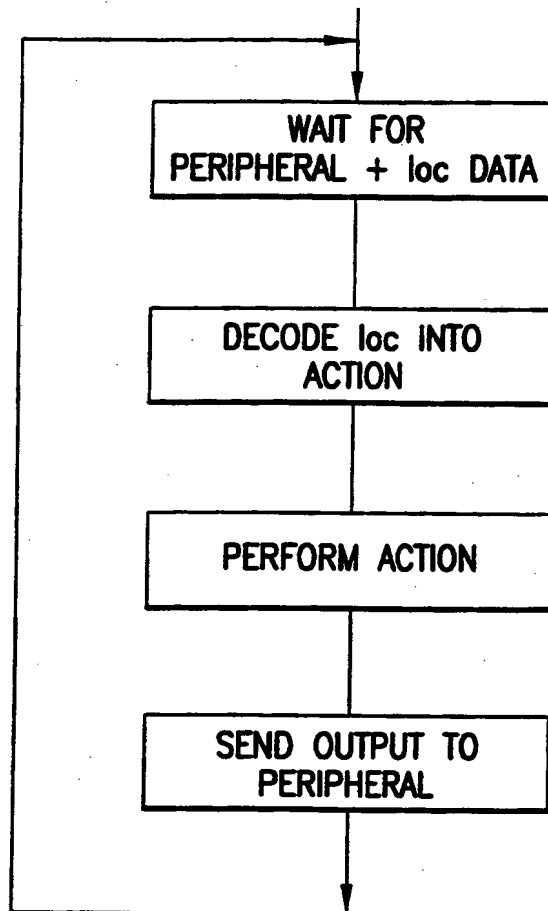 WAIT FOR
PERIPHERAL + loc DATA
DECODE loc INTO
ACTION
PERFORM ACTION
SEND OUTPUT TO
PERIPHERAL